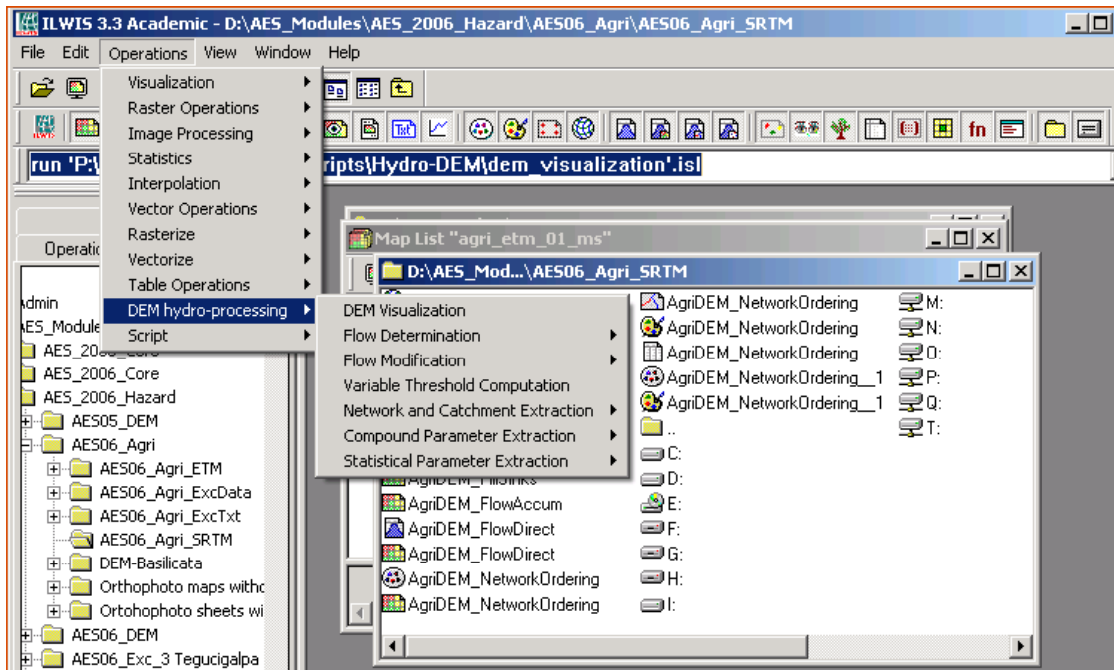 ILWIS 3.3 Academic - D:\AES_Modules\AES_2006_Hazard\AES06_Agri\AES06_Agri_SRTM
File Edit Operations View Window Help
Txt fn
run 'P:\ ripts\Hydro-DEM\dem_visualization'.isl
Visualization
Raster Operations
Image Processing
Statistics
Interpolation
Vector Operations
Rasterize
Vectorize
Table Operations
DEM hydro-processing
Script
DEM Visualization
Flow Determination
Flow Modification
Variable Threshold Computation
Network and Catchment Extraction
Compound Parameter Extraction
Statistical Parameter Extraction
Operatio
Admin
AES_Module
AES_2006_Core
AES_2006_Core
AES_2006_Hazard
AES05_DEM
AES06_Agri
AES06_Agri_ETM
AES06_Agri_ExcData
AES06_Agri_ExcTxt
AES06_Agri_SRTM
DEM-Basilicata
Orthophoto maps witho
Ortohophoto sheets wi
AES06_DEM
AES06_Exc_3 Tegucigalpa
Map List "agri_etm_01_ms"
D:\AES_Mod...\AES06_Agri_SRTM
AgriDEM_FillSinks
AgriDEM_FlowAccum
AgriDEM_FlowDirect
AgriDEM_FlowDirect
AgriDEM_NetworkOrdering
AgriDEM_NetworkOrdering
AgriDEM_NetworkOrdering
AgriDEM_NetworkOrdering
AgriDEM_NetworkOrdering
AgriDEM_NetworkOrdering__1
AgriDEM_NetworkOrdering__1
..
C:
D:
E:
F:
G:
H:
I:
M:
N:
O:
P:
Q:
T: